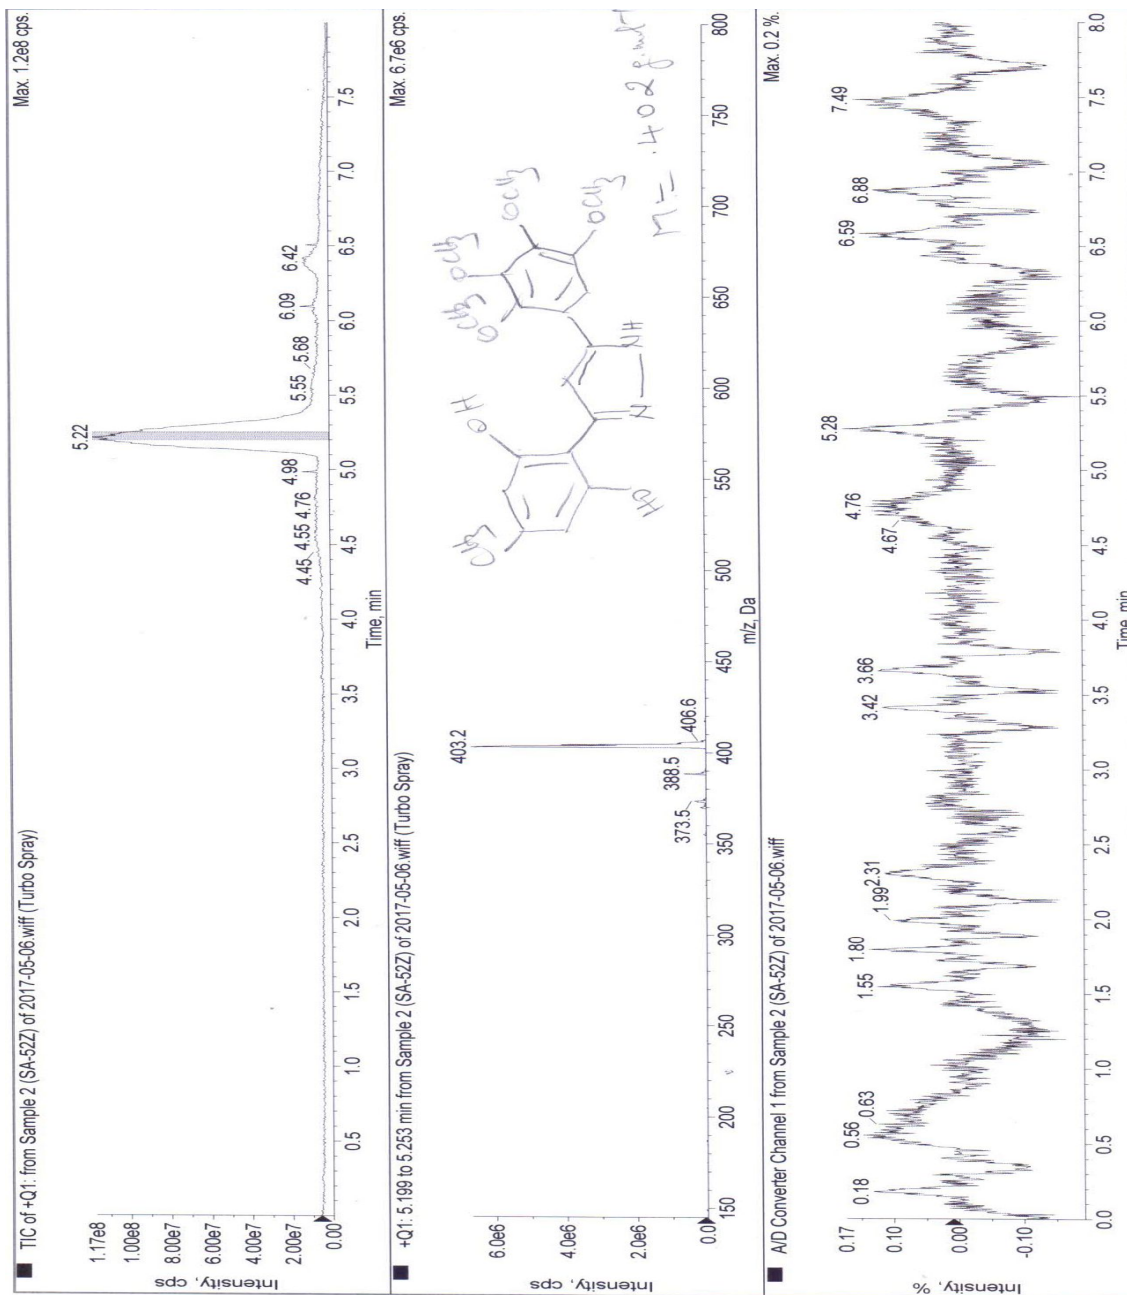 TIC of +Q1: from Sample 2 (SA-52Z) of 2017-05-06.wiff (Turbo Spray)
Max. 1.2e8 cps.
Intensity, cps
1.17e8
1.00e8
8.00e7
6.00e7
4.00e7
2.00e7
0.00
5.22
4.45 4.55 4.76
4.98
5.55 5.68
6.09
6.42
0.5 1.0 1.5 2.0 2.5 3.0 3.5 4.0 4.5 5.0 5.5 6.0 6.5 7.0 7.5
Time, min
+Q1: 5.199 to 5.253 min from Sample 2 (SA-52Z) of 2017-05-06.wiff (Turbo Spray)
Max. 6.7e6 cps.
Intensity, cps
6.0e6
4.0e6
2.0e6
0.0
403.2
373.5
388.5
406.6
CH3
OH
HO
N
NH
OCH3
OCH3
OCH3
OCH3
M = 402 g.mol-1
150 200 250 300 350 400 450 500 550 600 650 700 750 800
m/z, Da
A/D Converter Channel 1 from Sample 2 (SA-52Z) of 2017-05-06.wiff
Max. 0.2 %.
Intensity, %
0.17
0.10
0.00
-0.10
0.18
0.56 0.63
1.55
1.80
1.99 2.31
3.42
3.66
4.67
4.76
5.28
6.59
6.88
7.49
0.0 0.5 1.0 1.5 2.0 2.5 3.0 3.5 4.0 4.5 5.0 5.5 6.0 6.5 7.0 7.5 8.0
Time, min